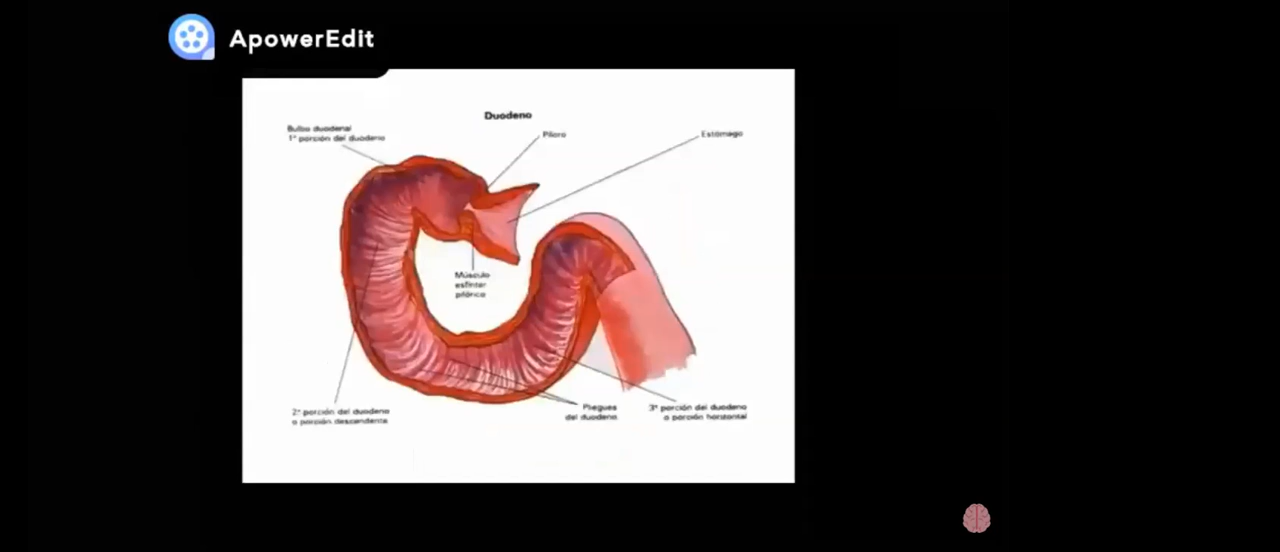 ApowerEdit
Duodeno
Bulbo duodenal
1ª porción del duodeno
Píloro
Estómago
Músculo
esfínter
pilórico
2ª porción del duodeno
o porción descendente
Pliegues
del duodeno
3ª porción del duodeno
o porción horizontal